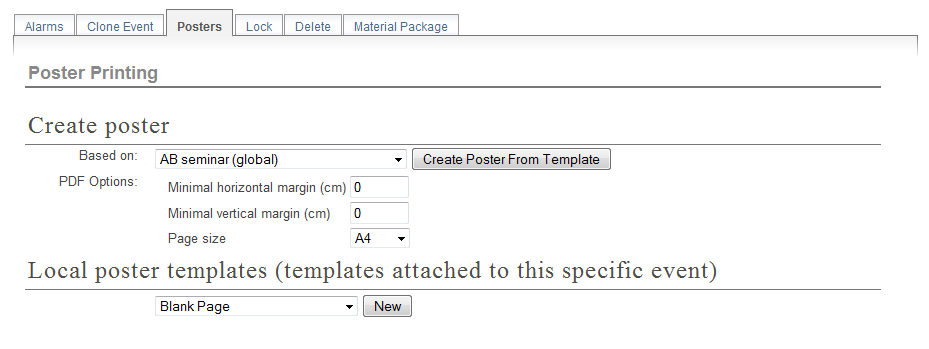 Alarms Clone Event Posters Lock Delete Material Package
Poster Printing
Create poster
Based on: AB seminar (global) Create Poster From Template
PDF Options: Minimal horizontal margin (cm) 0
Minimal vertical margin (cm) 0
Page size A4
Local poster templates (templates attached to this specific event)
Blank Page New